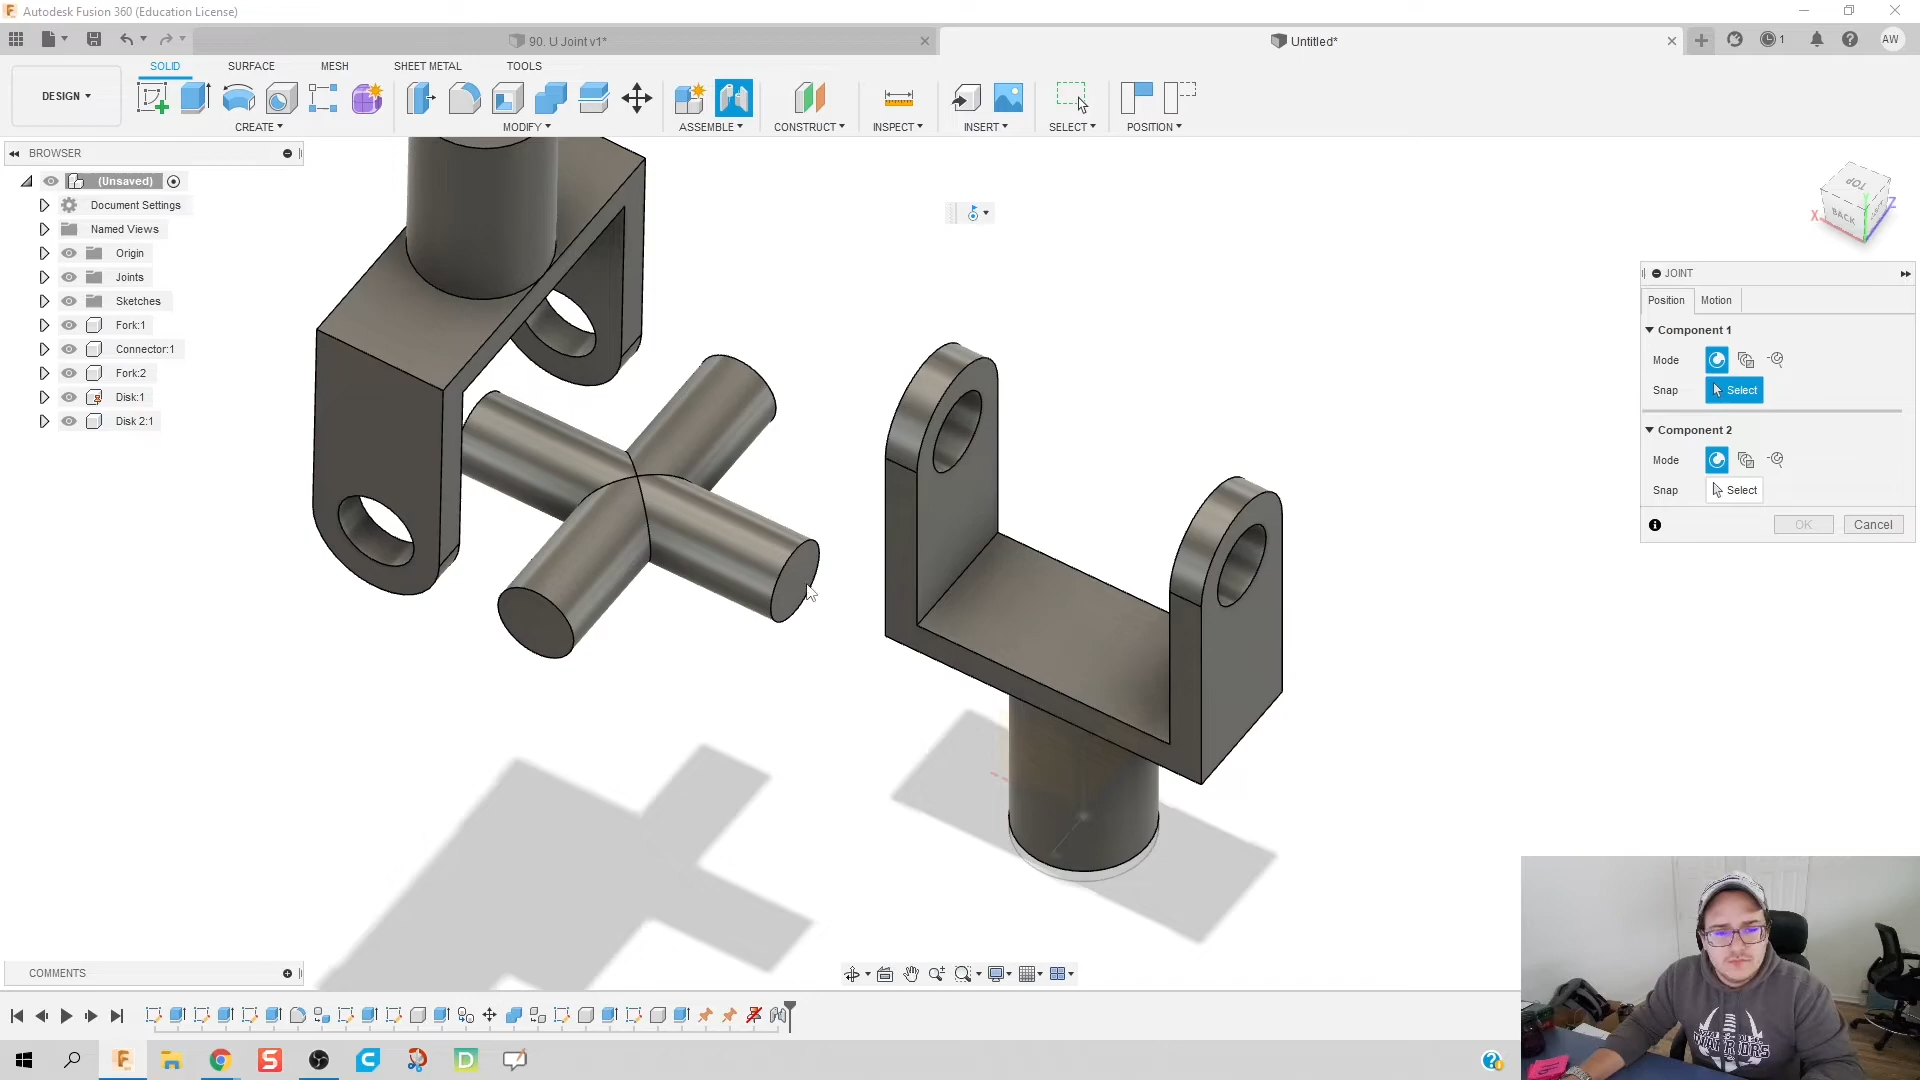 Autodesk Fusion 360 (Education License)
90. U Joint v1*
Untitled*
1
AW
DESIGN
SOLID
SURFACE
MESH
SHEET METAL
TOOLS
CREATE
MODIFY
ASSEMBLE
CONSTRUCT
INSPECT
INSERT
SELECT
POSITION
BROWSER
(Unsaved)
Document Settings
Named Views
Origin
Joints
Sketches
Fork:1
Connector:1
Fork:2
Disk:1
Disk 2:1
TOP
BACK
X
Y
Z
JOINT
Position
Motion
Component 1
Mode
Snap
Select
Component 2
Mode
Snap
Select
OK
Cancel
COMMENTS
WARRIORS